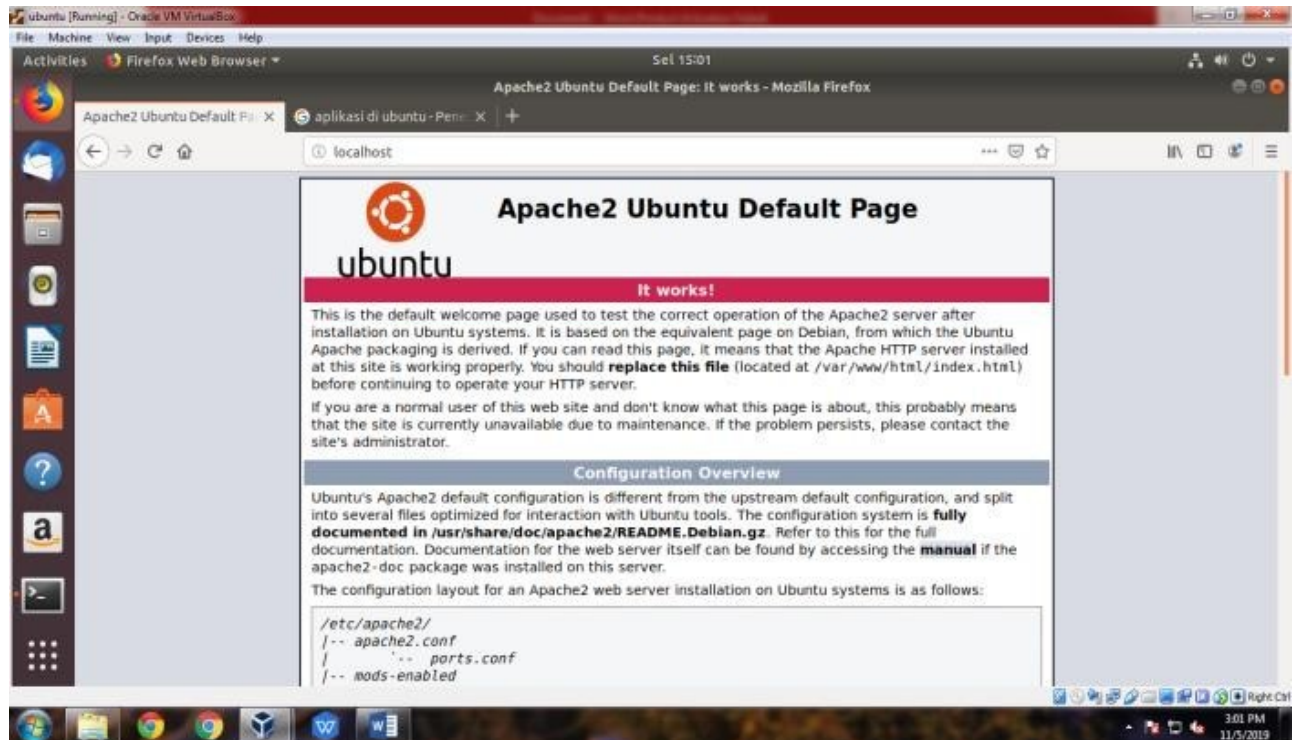 ubuntu [Running] - Oracle VM VirtualBox
File Machine View Input Devices Help
Activities Firefox Web Browser
Sel 15:01
Apache2 Ubuntu Default Page: It works - Mozilla Firefox
Apache2 Ubuntu Default Pa
aplikasi di ubuntu - Pene
localhost
ubuntu
Apache2 Ubuntu Default Page
It works!
This is the default welcome page used to test the correct operation of the Apache2 server after
installation on Ubuntu systems. It is based on the equivalent page on Debian, from which the Ubuntu
Apache packaging is derived. If you can read this page, it means that the Apache HTTP server installed
at this site is working properly. You should replace this file (located at /var/www/html/index.html)
before continuing to operate your HTTP server.
If you are a normal user of this web site and don't know what this page is about, this probably means
that the site is currently unavailable due to maintenance. If the problem persists, please contact the
site's administrator.
Configuration Overview
Ubuntu's Apache2 default configuration is different from the upstream default configuration, and split
into several files optimized for interaction with Ubuntu tools. The configuration system is fully
documented in /usr/share/doc/apache2/README.Debian.gz. Refer to this for the full
documentation. Documentation for the web server itself can be found by accessing the manual if the
apache2-doc package was installed on this server.
The configuration layout for an Apache2 web server installation on Ubuntu systems is as follows:
/etc/apache2/
|-- apache2.conf
|       `-- ports.conf
|-- mods-enabled
Right Ctrl
3:01 PM
11/5/2019